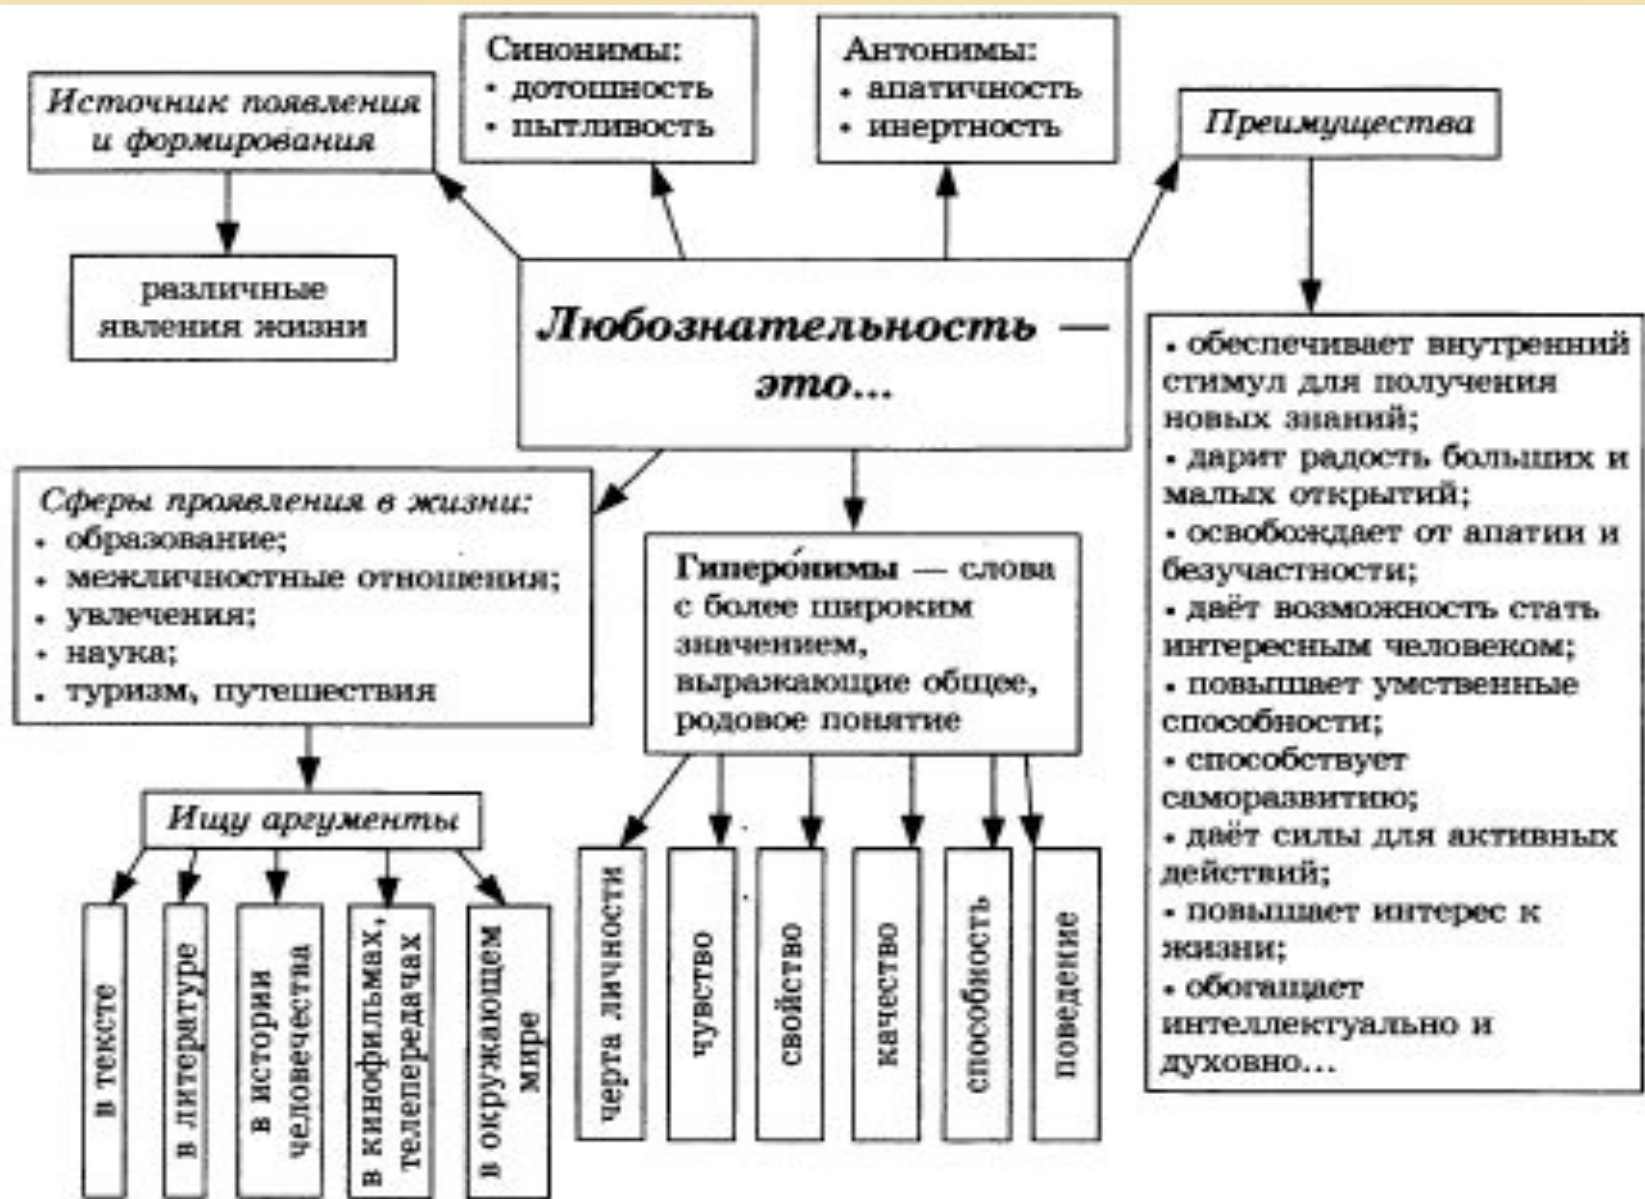 Источник появления
и формирования
различные
явления жизни
Синонимы:
• дотошность
• пытливость
Антонимы:
• апатичность
• инертность
Преимущества
• обеспечивает внутренний
стимул для получения
новых знаний;
• дарит радость больших и
малых открытий;
• освобождает от апатии и
безучастности;
• даёт возможность стать
интересным человеком;
• повышает умственные
способности;
• способствует
саморазвитию;
• даёт силы для активных
действий;
• повышает интерес к
жизни;
• обогащает
интеллектуально и
духовно...
Любознательность —
это...
Сферы проявления в жизни:
• образование;
• межличностные отношения;
• увлечения;
• наука;
• туризм, путешествия
Ищу аргументы
в тексте
в литературе
в истории
человечества
в кинофильмах,
телепередачах
в окружающем
мире
Гиперо́нимы — слова
с более широким
значением,
выражающие общее,
родовое понятие
черта личности
чувство
свойство
качество
способность
поведение